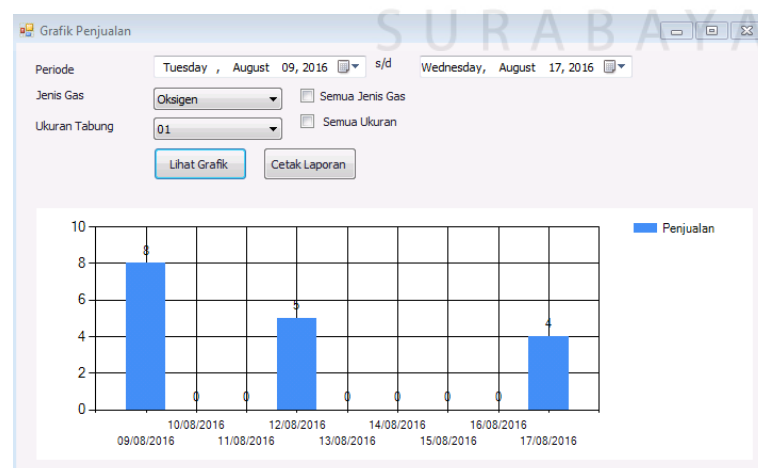 SURABAYA
Grafik Penjualan
Periode Tuesday , August 09, 2016 s/d Wednesday, August 17, 2016
Jenis Gas Oksigen Semua Jenis Gas
Ukuran Tabung 01 Semua Ukuran
Lihat Grafik Cetak Laporan
Penjualan
10
8
6
4
2
0
8 0 0 5 0 0 0 0 4
10/08/2016 12/08/2016 14/08/2016 16/08/2016
09/08/2016 11/08/2016 13/08/2016 15/08/2016 17/08/2016